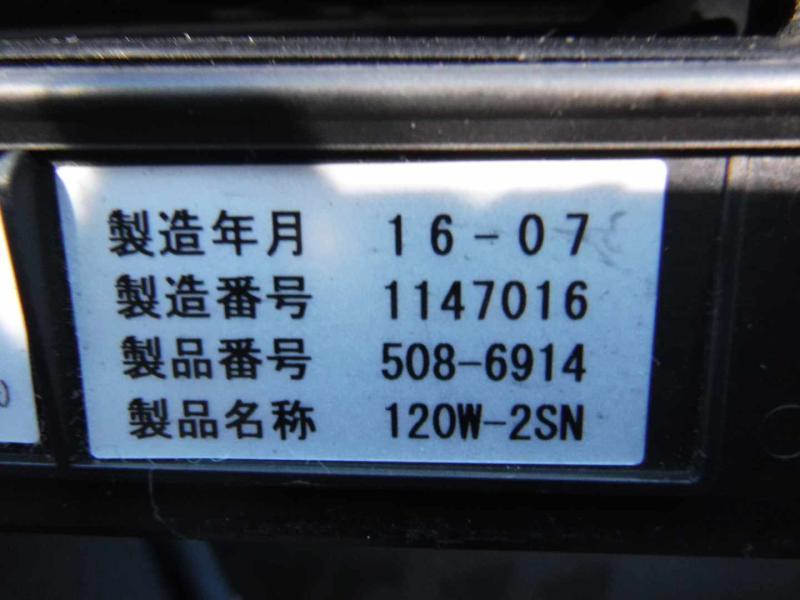 製造年月 16-07
製造番号 1147016
製品番号 508-6914
製品名称 120W-2SN